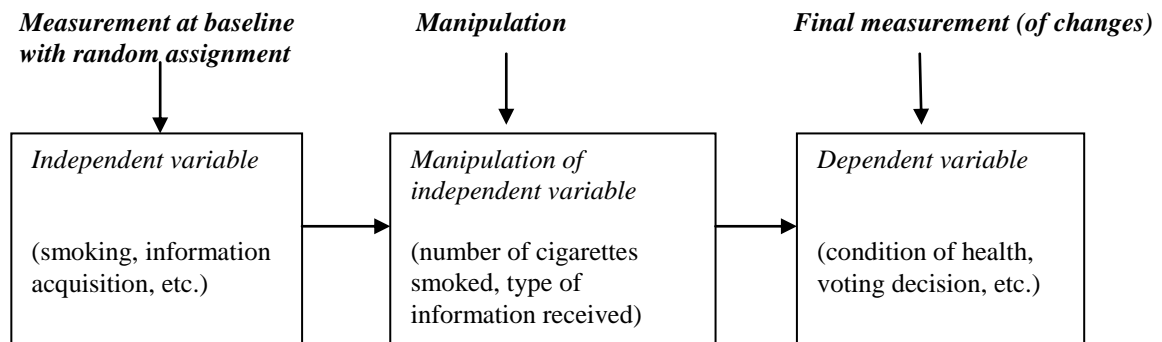 Measurement at baseline
with random assignment
Manipulation
Final measurement (of changes)
Independent variable
(smoking, information
acquisition, etc.)
Manipulation of
independent variable
(number of cigarettes
smoked, type of
information received)
Dependent variable
(condition of health,
voting decision, etc.)